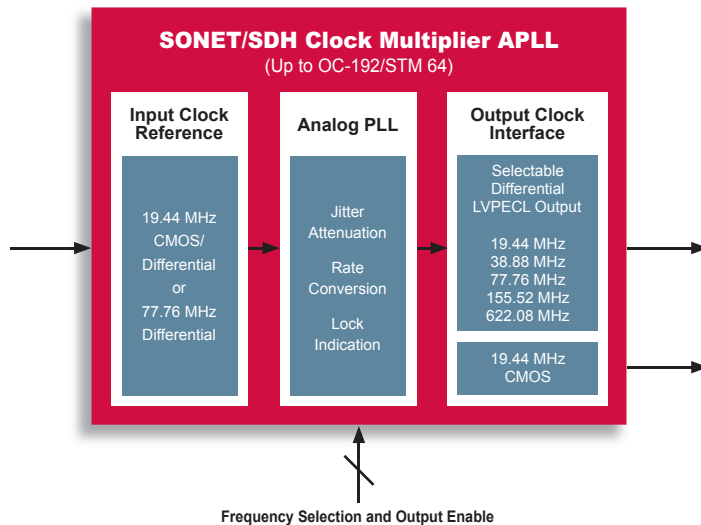 SONET/SDH Clock Multiplier APLL
(Up to OC-192/STM 64)
Input Clock
Reference
19.44 MHz
CMOS/
Differential
or
77.76 MHz
Differential
Analog PLL
Jitter
Attenuation
Rate
Conversion
Lock
Indication
Output Clock
Interface
Selectable
Differential
LVPECL Output
19.44 MHz
38.88 MHz
77.76 MHz
155.52 MHz
622.08 MHz
19.44 MHz
CMOS
Frequency Selection and Output Enable